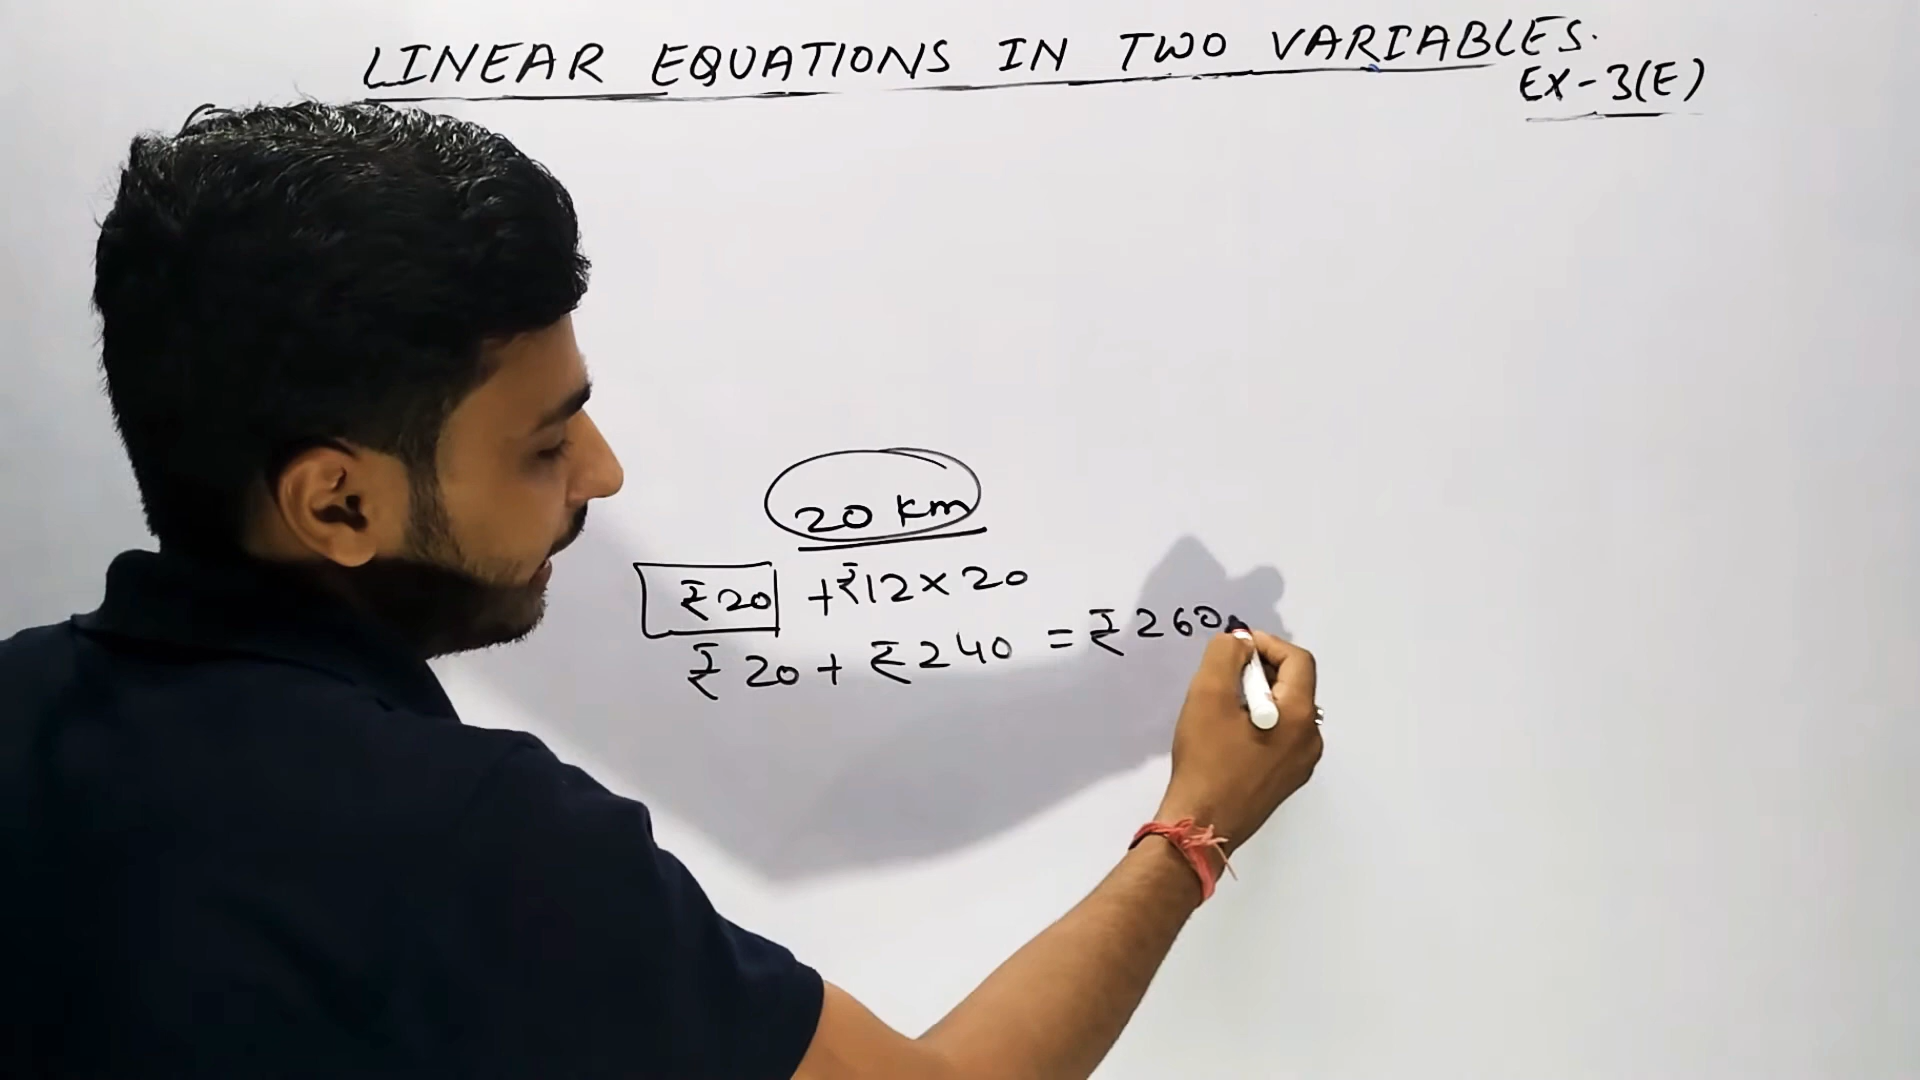 LINEAR EQUATIONS IN TWO VARIABLES.
EX-3(E)
20 km
₹20 +₹12×20
₹20+ ₹240 =₹260